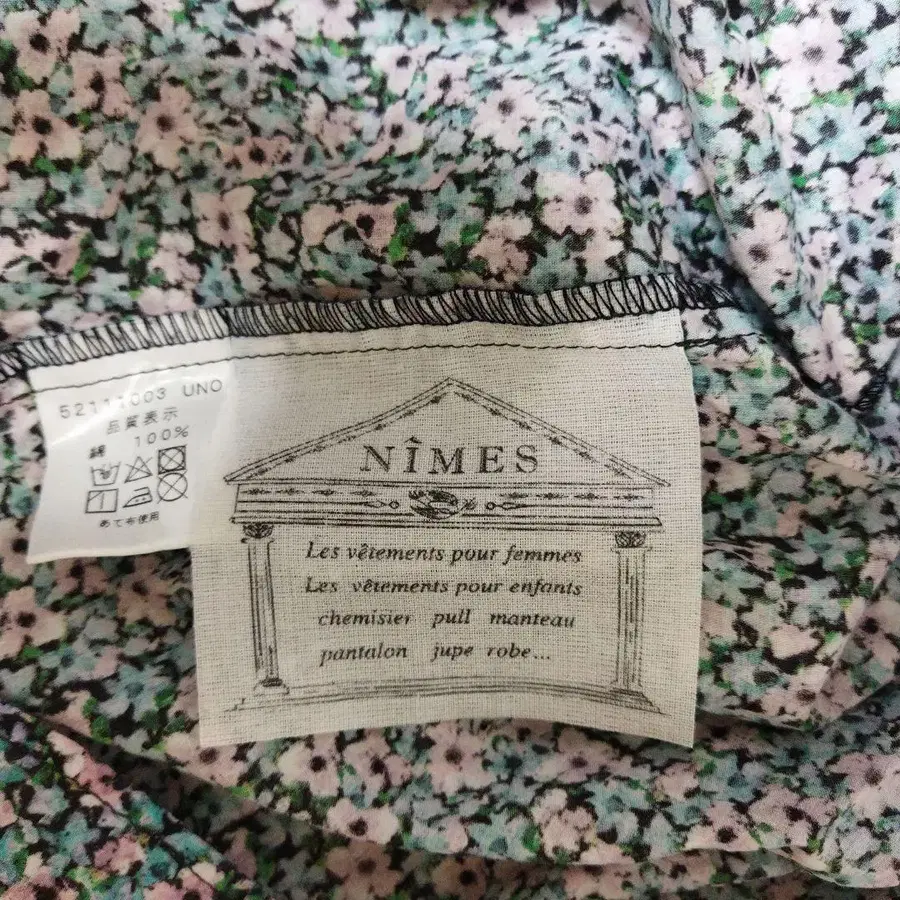 52111003 UNO
品質表示
綿 100%
あて布使用
NÎMES
Les vêtements pour femmes
Les vêtements pour enfants
chemisier pull manteau
pantalon jupe robe...